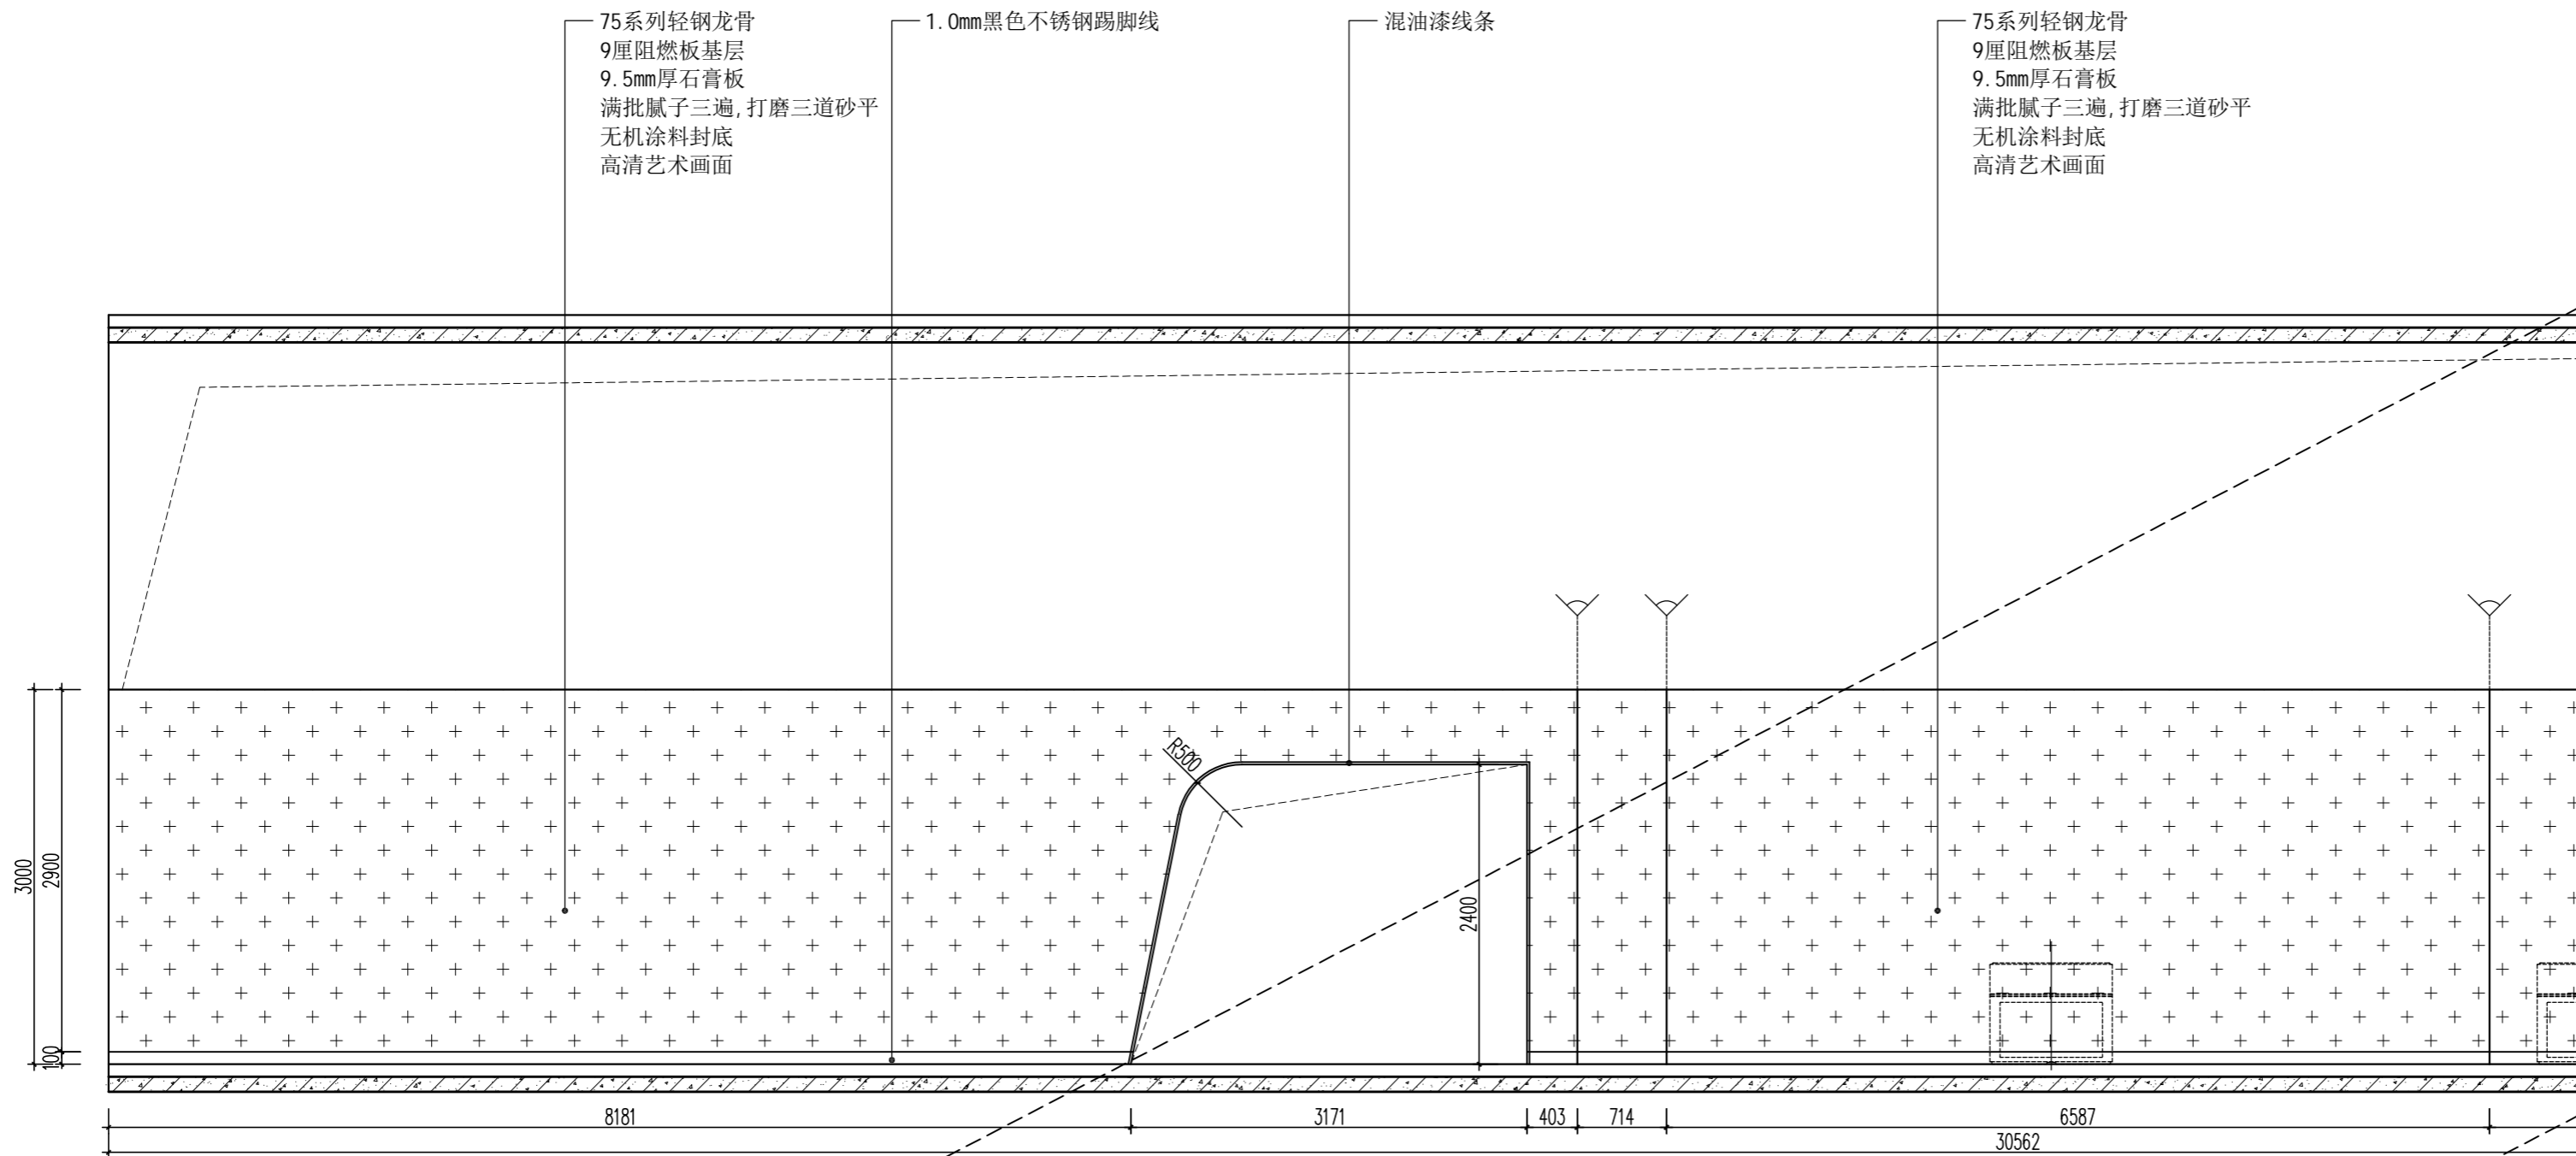 75系列轻钢龙骨
9厘阻燃板基层
9.5mm厚石膏板
满批腻子三遍,打磨三道砂平
无机涂料封底
高清艺术画面
1.0mm黑色不锈钢踢脚线
混油漆线条
75系列轻钢龙骨
9厘阻燃板基层
9.5mm厚石膏板
满批腻子三遍,打磨三道砂平
无机涂料封底
高清艺术画面
R500
3000
2900
2400
100
8181
3171
403
714
6587
30562